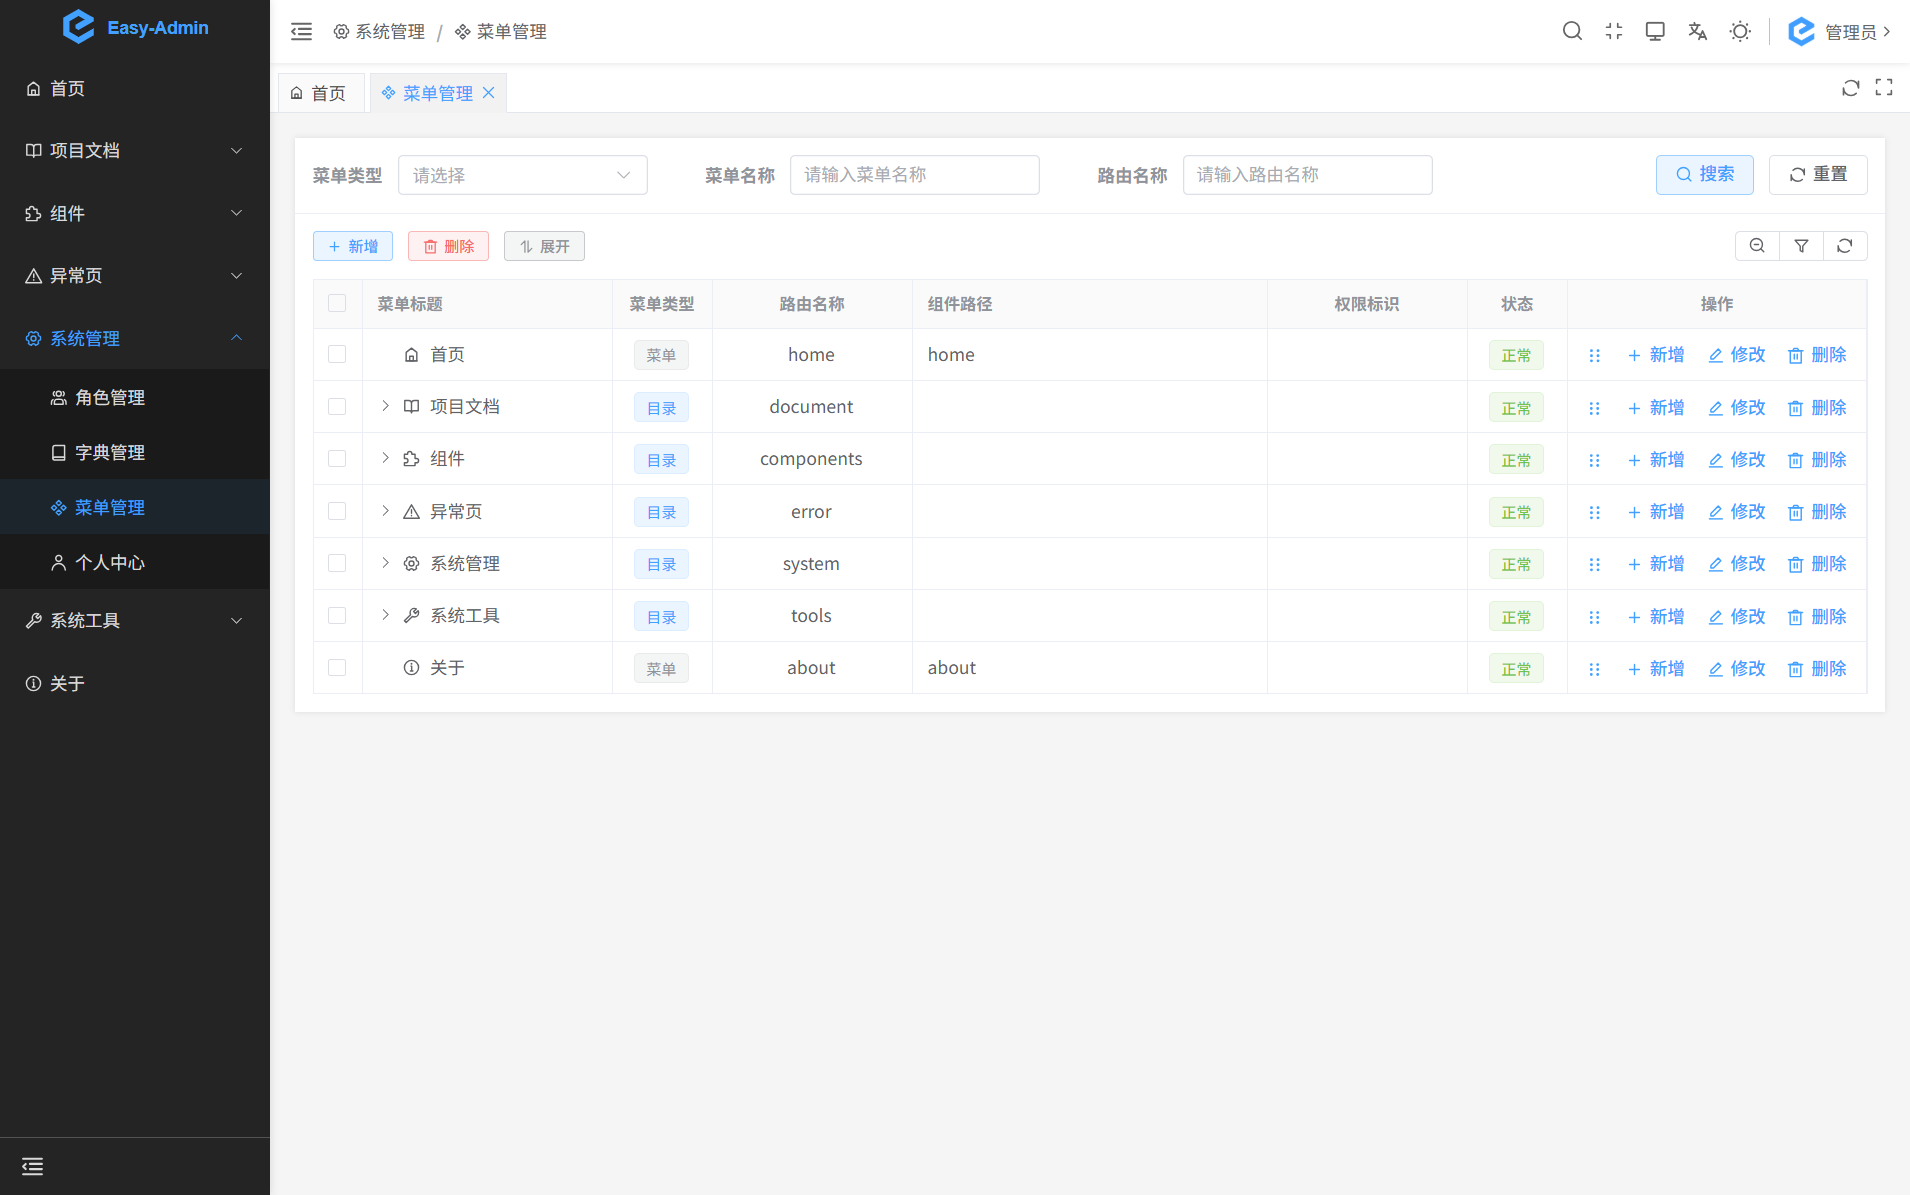 Easy-Admin
首页
项目文档
组件
异常页
系统管理
角色管理
字典管理
菜单管理
个人中心
系统工具
关于
系统管理 / 菜单管理
管理员
首页 菜单管理
菜单类型 请选择 菜单名称 请输入菜单名称 路由名称 请输入路由名称 搜索 重置
新增 删除 展开
菜单标题 菜单类型 路由名称 组件路径 权限标识 状态 操作
首页 菜单 home home 正常 新增 修改 删除
项目文档 目录 document 正常 新增 修改 删除
组件 目录 components 正常 新增 修改 删除
异常页 目录 error 正常 新增 修改 删除
系统管理 目录 system 正常 新增 修改 删除
系统工具 目录 tools 正常 新增 修改 删除
关于 菜单 about about 正常 新增 修改 删除